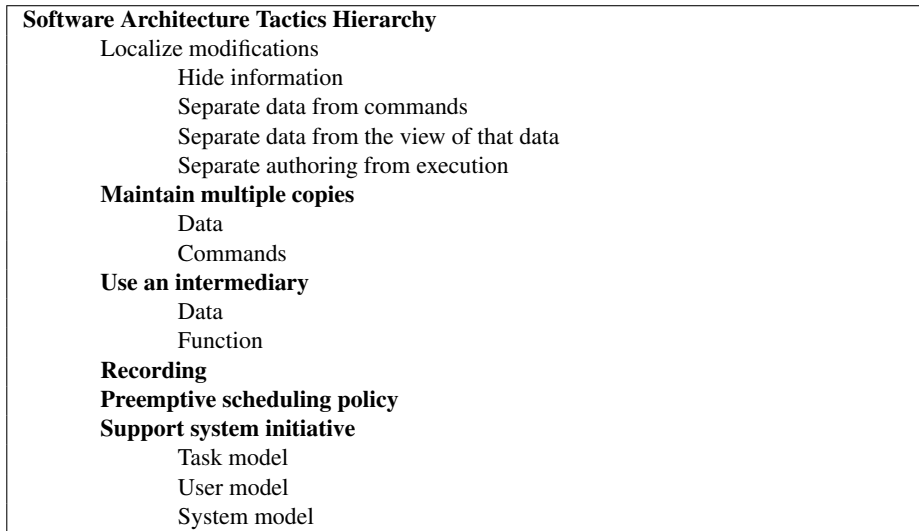 Software Architecture Tactics Hierarchy
Localize modifications
Hide information
Separate data from commands
Separate data from the view of that data
Separate authoring from execution
Maintain multiple copies
Data
Commands
Use an intermediary
Data
Function
Recording
Preemptive scheduling policy
Support system initiative
Task model
User model
System model